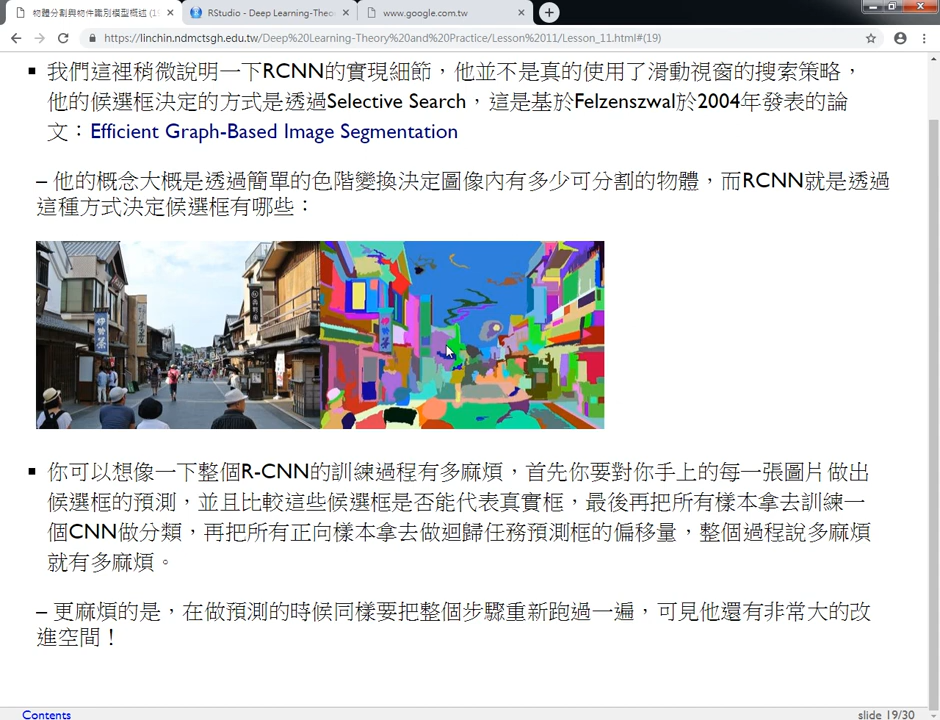 物體分割與物件識別模型概述 (19
RStudio - Deep Learning-Theo
www.google.com.tw
https://linchin.ndmctsgh.edu.tw/Deep%20Learning-Theory%20and%20Practice/Lesson%2011/Lesson_11.html#(19)
我們這裡稍微說明一下RCNN的實現細節，他並不是真的使用了滑動視窗的搜索策略，
他的候選框決定的方式是透過Selective Search，這是基於Felzenszwal於2004年發表的論
文：Efficient Graph-Based Image Segmentation
– 他的概念大概是透過簡單的色階變換決定圖像內有多少可分割的物體，而RCNN就是透過
這種方式決定候選框有哪些：
你可以想像一下整個R-CNN的訓練過程有多麻煩，首先你要對你手上的每一張圖片做出
候選框的預測，並且比較這些候選框是否能代表真實框，最後再把所有樣本拿去訓練一
個CNN做分類，再把所有正向樣本拿去做迴歸任務預測框的偏移量，整個過程說多麻煩
就有多麻煩。
– 更麻煩的是，在做預測的時候同樣要把整個步驟重新跑過一遍，可見他還有非常大的改
進空間！
Contents
slide 19/30